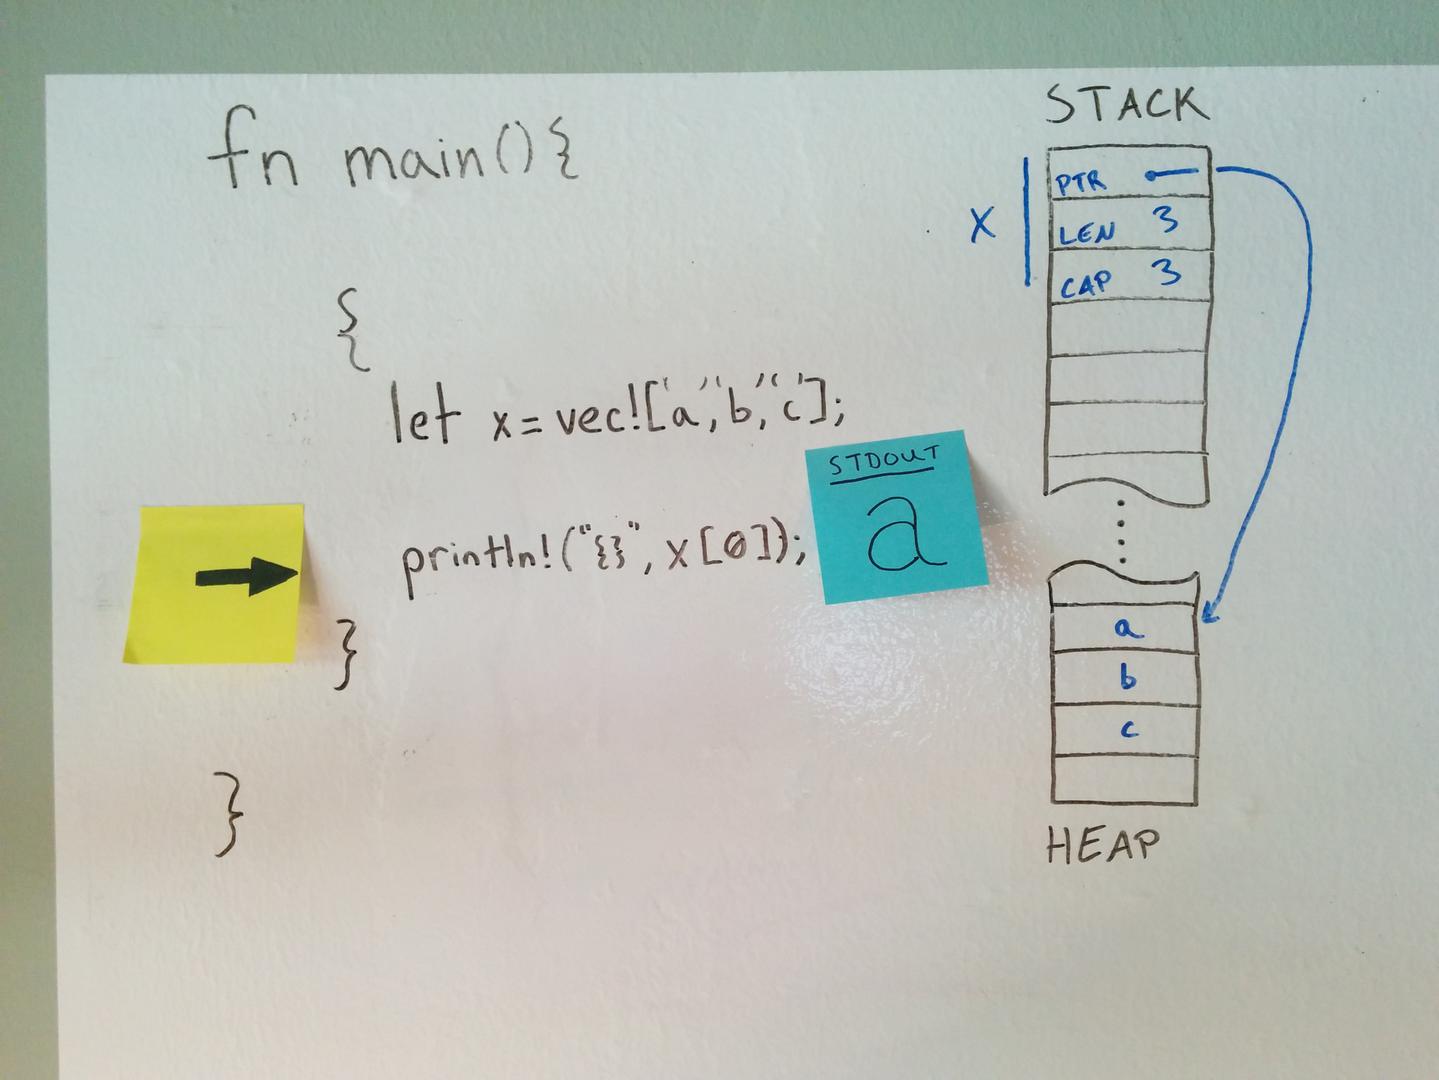 fn main(){
{
let x=vec!['a','b','c'];
println!("{}", x[0]);
}
}
STDOUT
a
STACK
X
PTR
LEN 3
CAP 3
a
b
c
HEAP